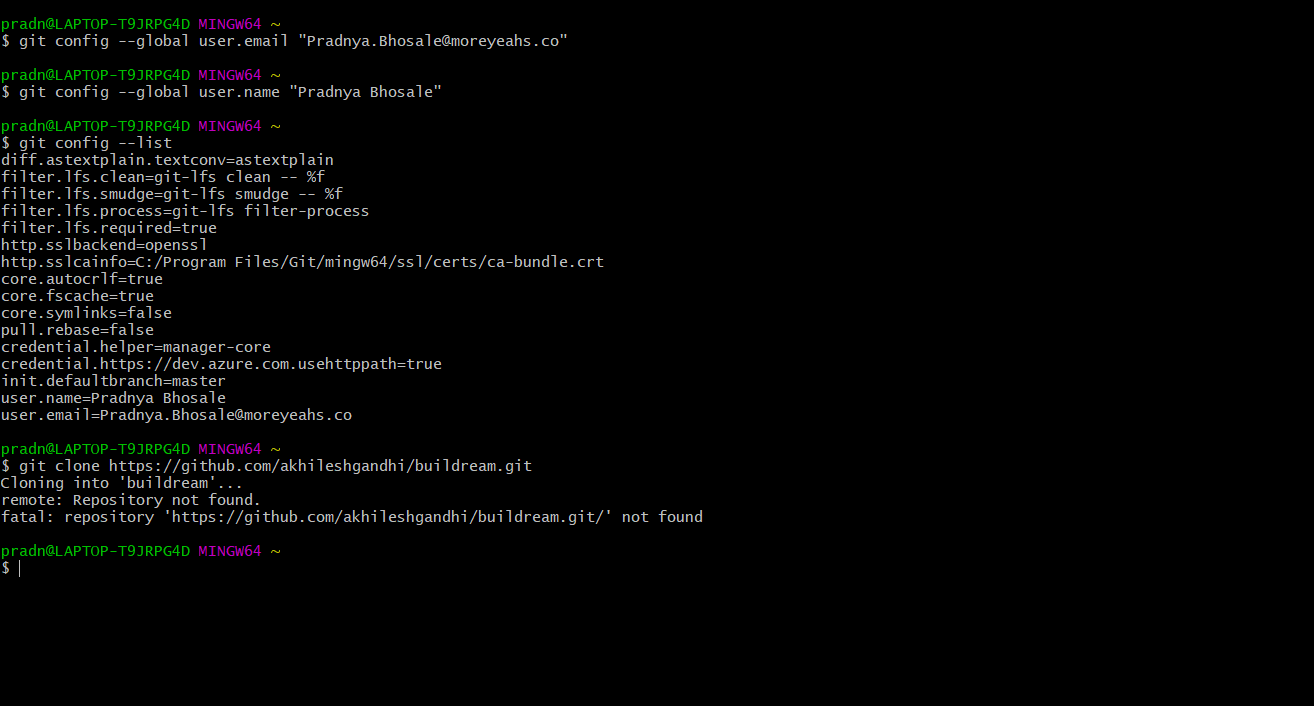 pradn@LAPTOP-T9JRPG4D MINGW64 ~
$ git config --global user.email "Pradnya.Bhosale@moreyeahs.co"
pradn@LAPTOP-T9JRPG4D MINGW64 ~
$ git config --global user.name "Pradnya Bhosale"
pradn@LAPTOP-T9JRPG4D MINGW64 ~
$ git config --list
diff.astextplain.textconv=astextplain
filter.lfs.clean=git-lfs clean -- %f
filter.lfs.smudge=git-lfs smudge -- %f
filter.lfs.process=git-lfs filter-process
filter.lfs.required=true
http.sslbackend=openssl
http.sslcainfo=C:/Program Files/Git/mingw64/ssl/certs/ca-bundle.crt
core.autocrlf=true
core.fscache=true
core.symlinks=false
pull.rebase=false
credential.helper=manager-core
credential.https://dev.azure.com.usehttppath=true
init.defaultbranch=master
user.name=Pradnya Bhosale
user.email=Pradnya.Bhosale@moreyeahs.co
pradn@LAPTOP-T9JRPG4D MINGW64 ~
$ git clone https://github.com/akhileshgandhi/buildream.git
Cloning into 'buildream'...
remote: Repository not found.
fatal: repository 'https://github.com/akhileshgandhi/buildream.git/' not found
pradn@LAPTOP-T9JRPG4D MINGW64 ~
$